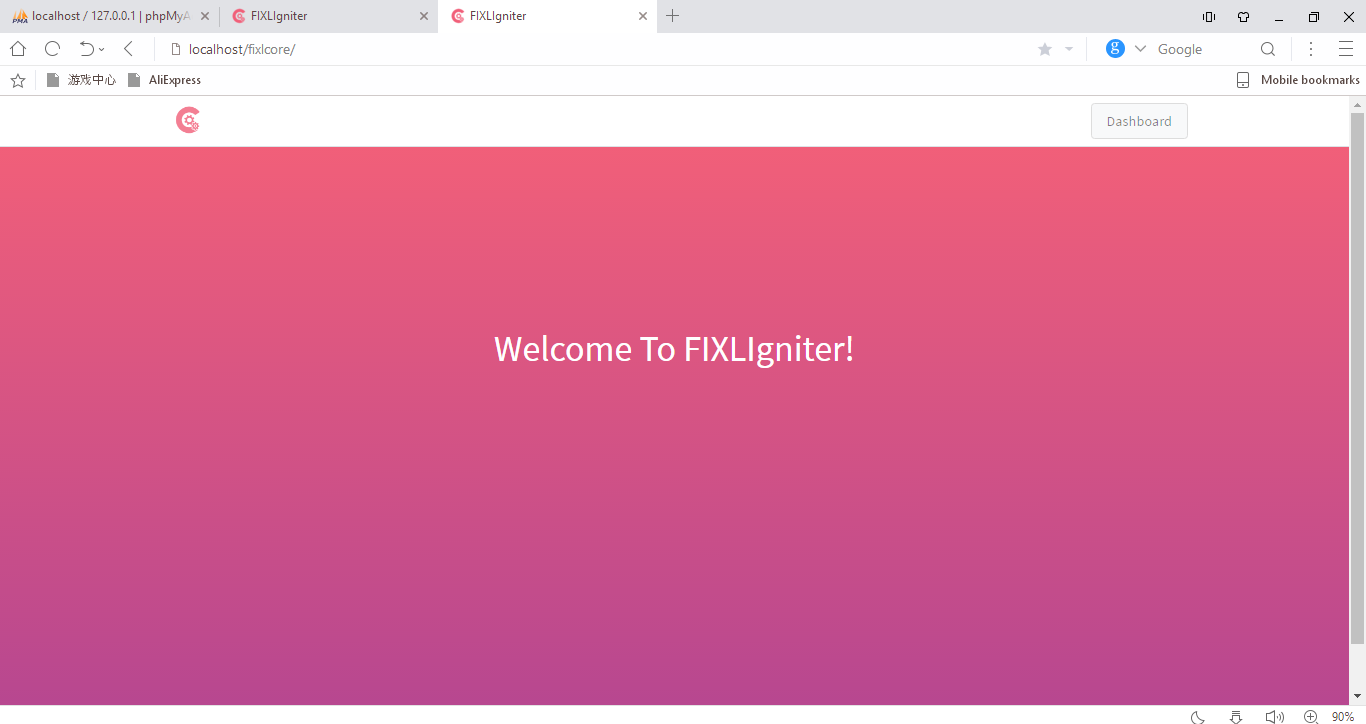 localhost / 127.0.0.1 | phpMyA
FIXLIgniter
FIXLIgniter
localhost/fixlcore/
Google
游戏中心
AliExpress
Mobile bookmarks
Dashboard
Welcome To FIXLIgniter!
90%